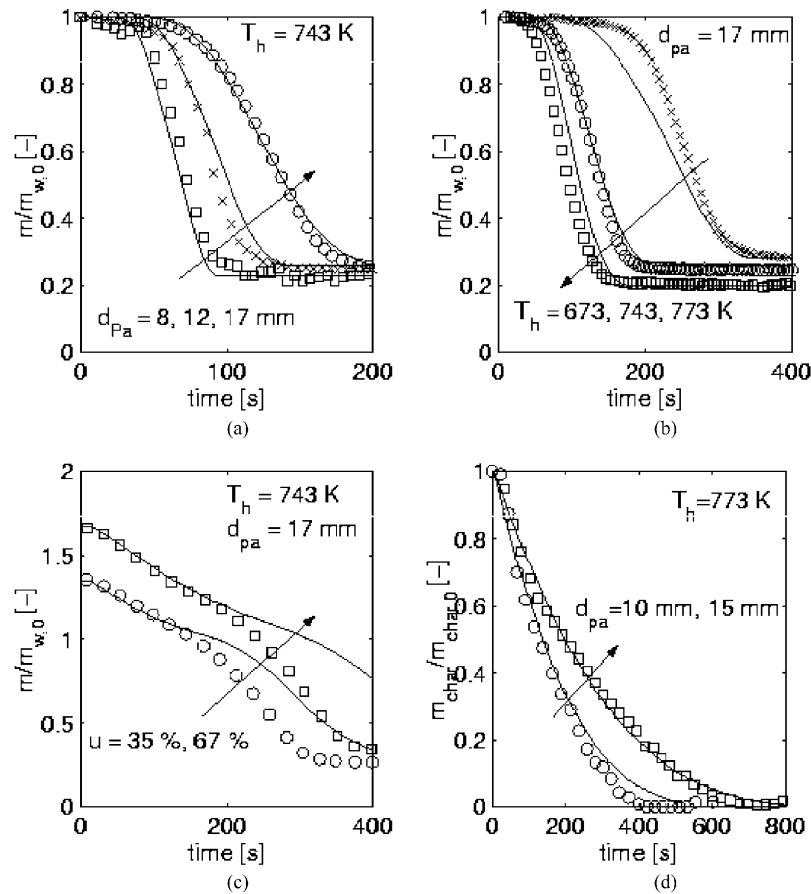 1
0.8
0.6
0.4
0.2
0
m/m_w,0 [-]
T_h = 743 K
d_Pa = 8, 12, 17 mm
0 100 200
time [s]
(a)
1
0.8
0.6
0.4
0.2
0
m/m_w,0 [-]
d_pa = 17 mm
T_h = 673, 743, 773 K
0 200 400
time [s]
(b)
2
1.5
1
0.5
0
m/m_w,0 [-]
T_h = 743 K
d_pa = 17 mm
u = 35 %, 67 %
0 200 400
time [s]
(c)
1
0.8
0.6
0.4
0.2
0
m_char/m_char,0 [-]
T_h=773 K
d_pa=10 mm, 15 mm
0 200 400 600 800
time [s]
(d)